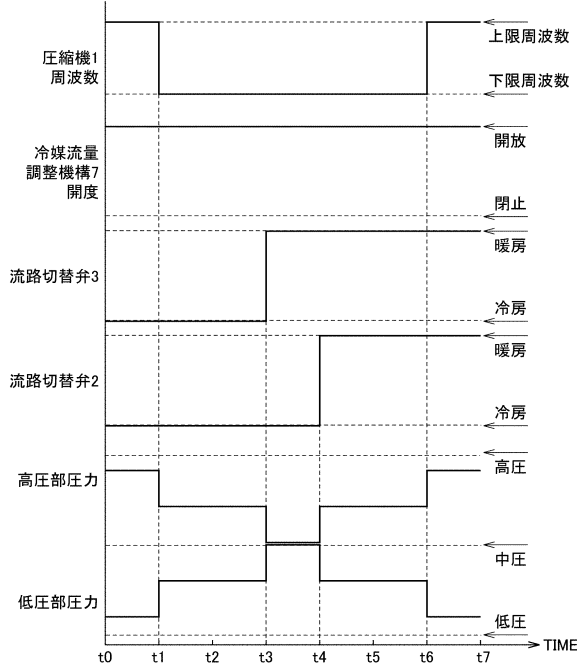 上限周波数
圧縮機1
周波数
下限周波数
開放
冷媒流量
調整機構7
開度
閉止
暖房
流路切替弁3
冷房
暖房
流路切替弁2
冷房
高圧
高圧部圧力
中圧
低圧部圧力
低圧
TIME
t0 t1 t2 t3 t4 t5 t6 t7